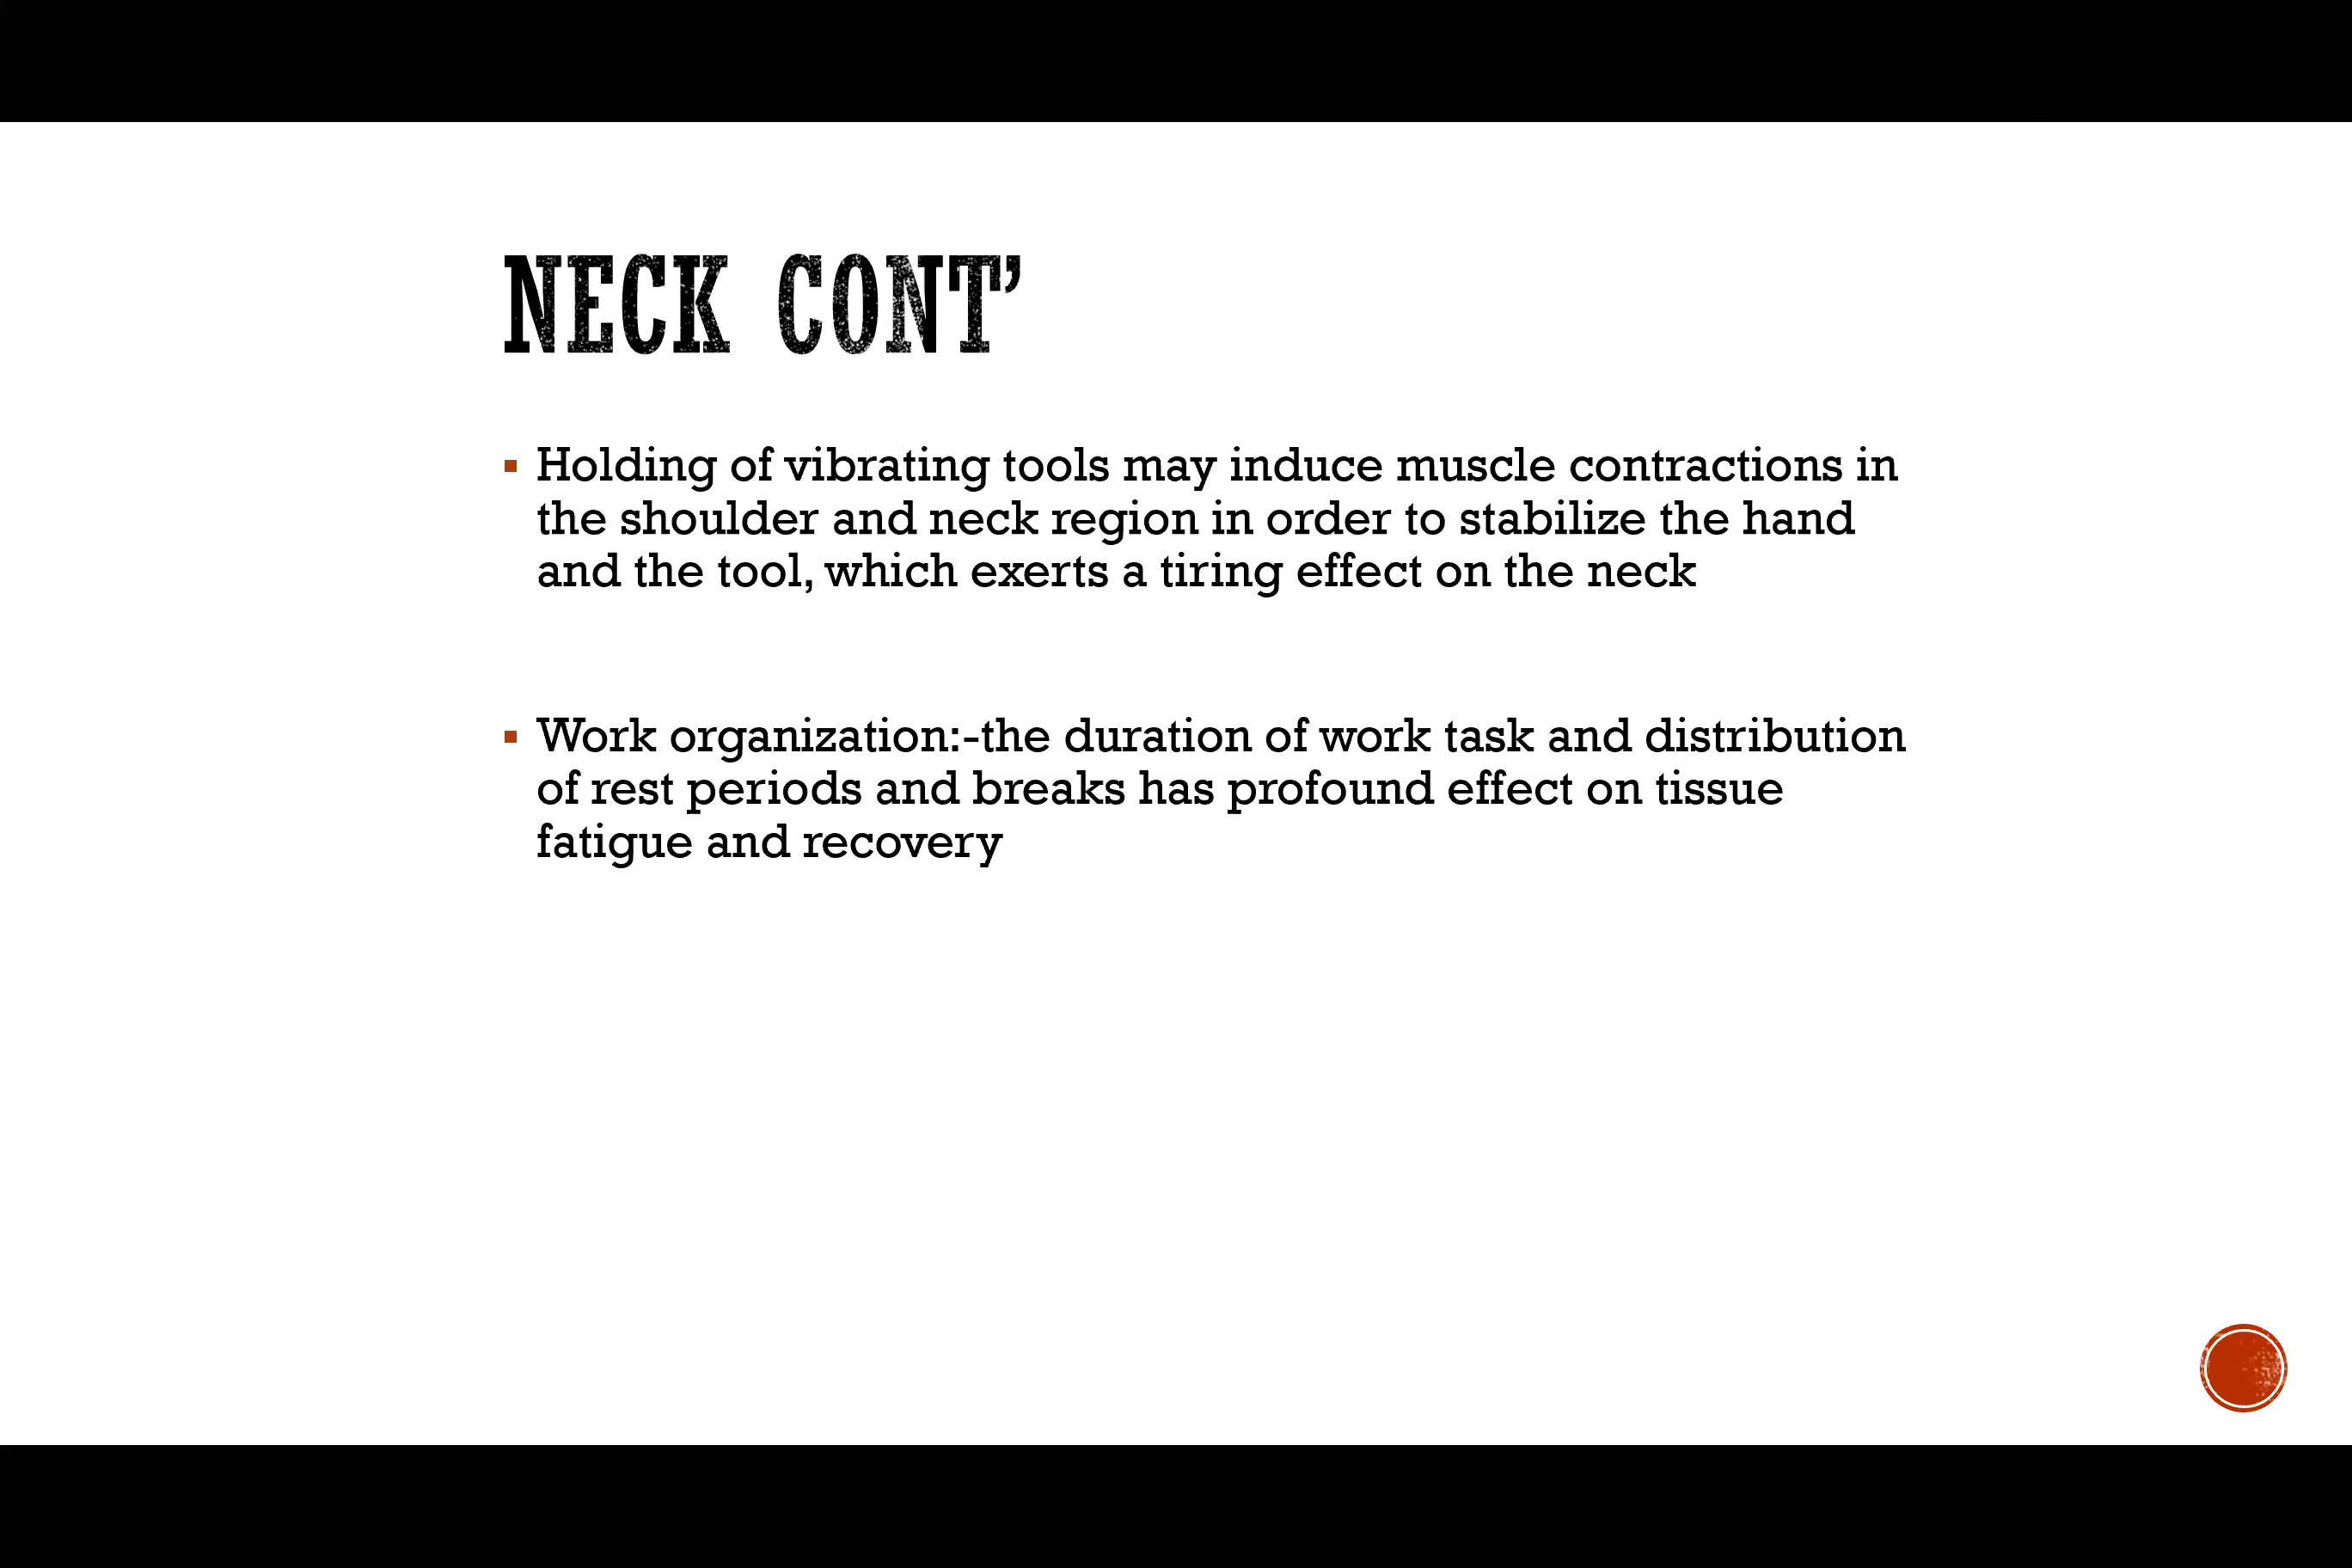 NECK CONT’
▪ Holding of vibrating tools may induce muscle contractions in
the shoulder and neck region in order to stabilize the hand
and the tool, which exerts a tiring effect on the neck
▪ Work organization:-the duration of work task and distribution
of rest periods and breaks has profound effect on tissue
fatigue and recovery